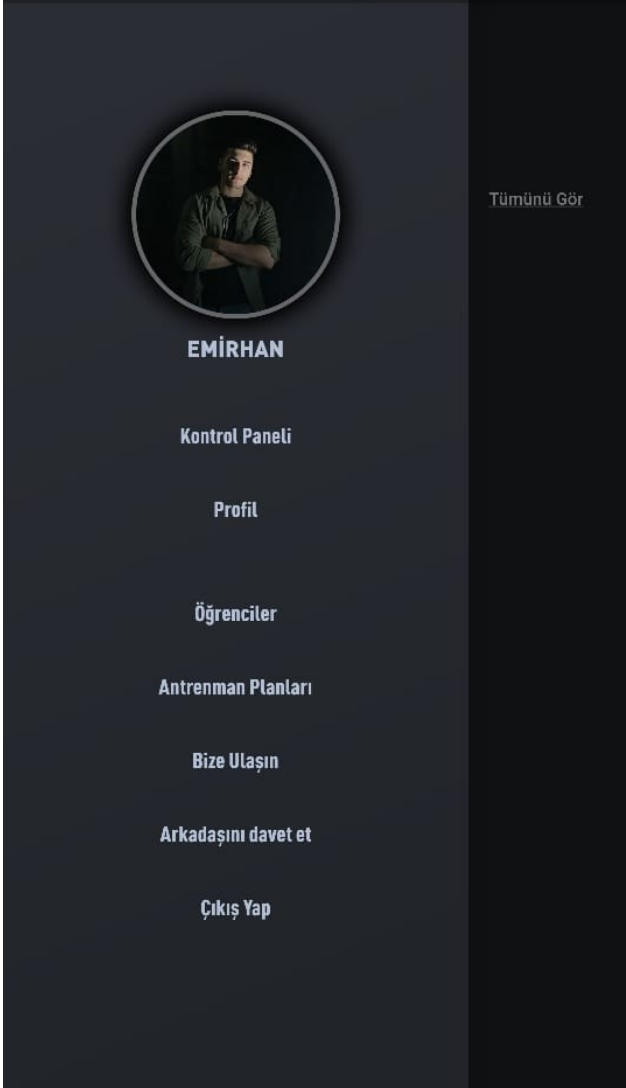 Tümünü Gör
EMİRHAN
Kontrol Paneli
Profil
Öğrenciler
Antrenman Planları
Bize Ulaşın
Arkadaşını davet et
Çıkış Yap